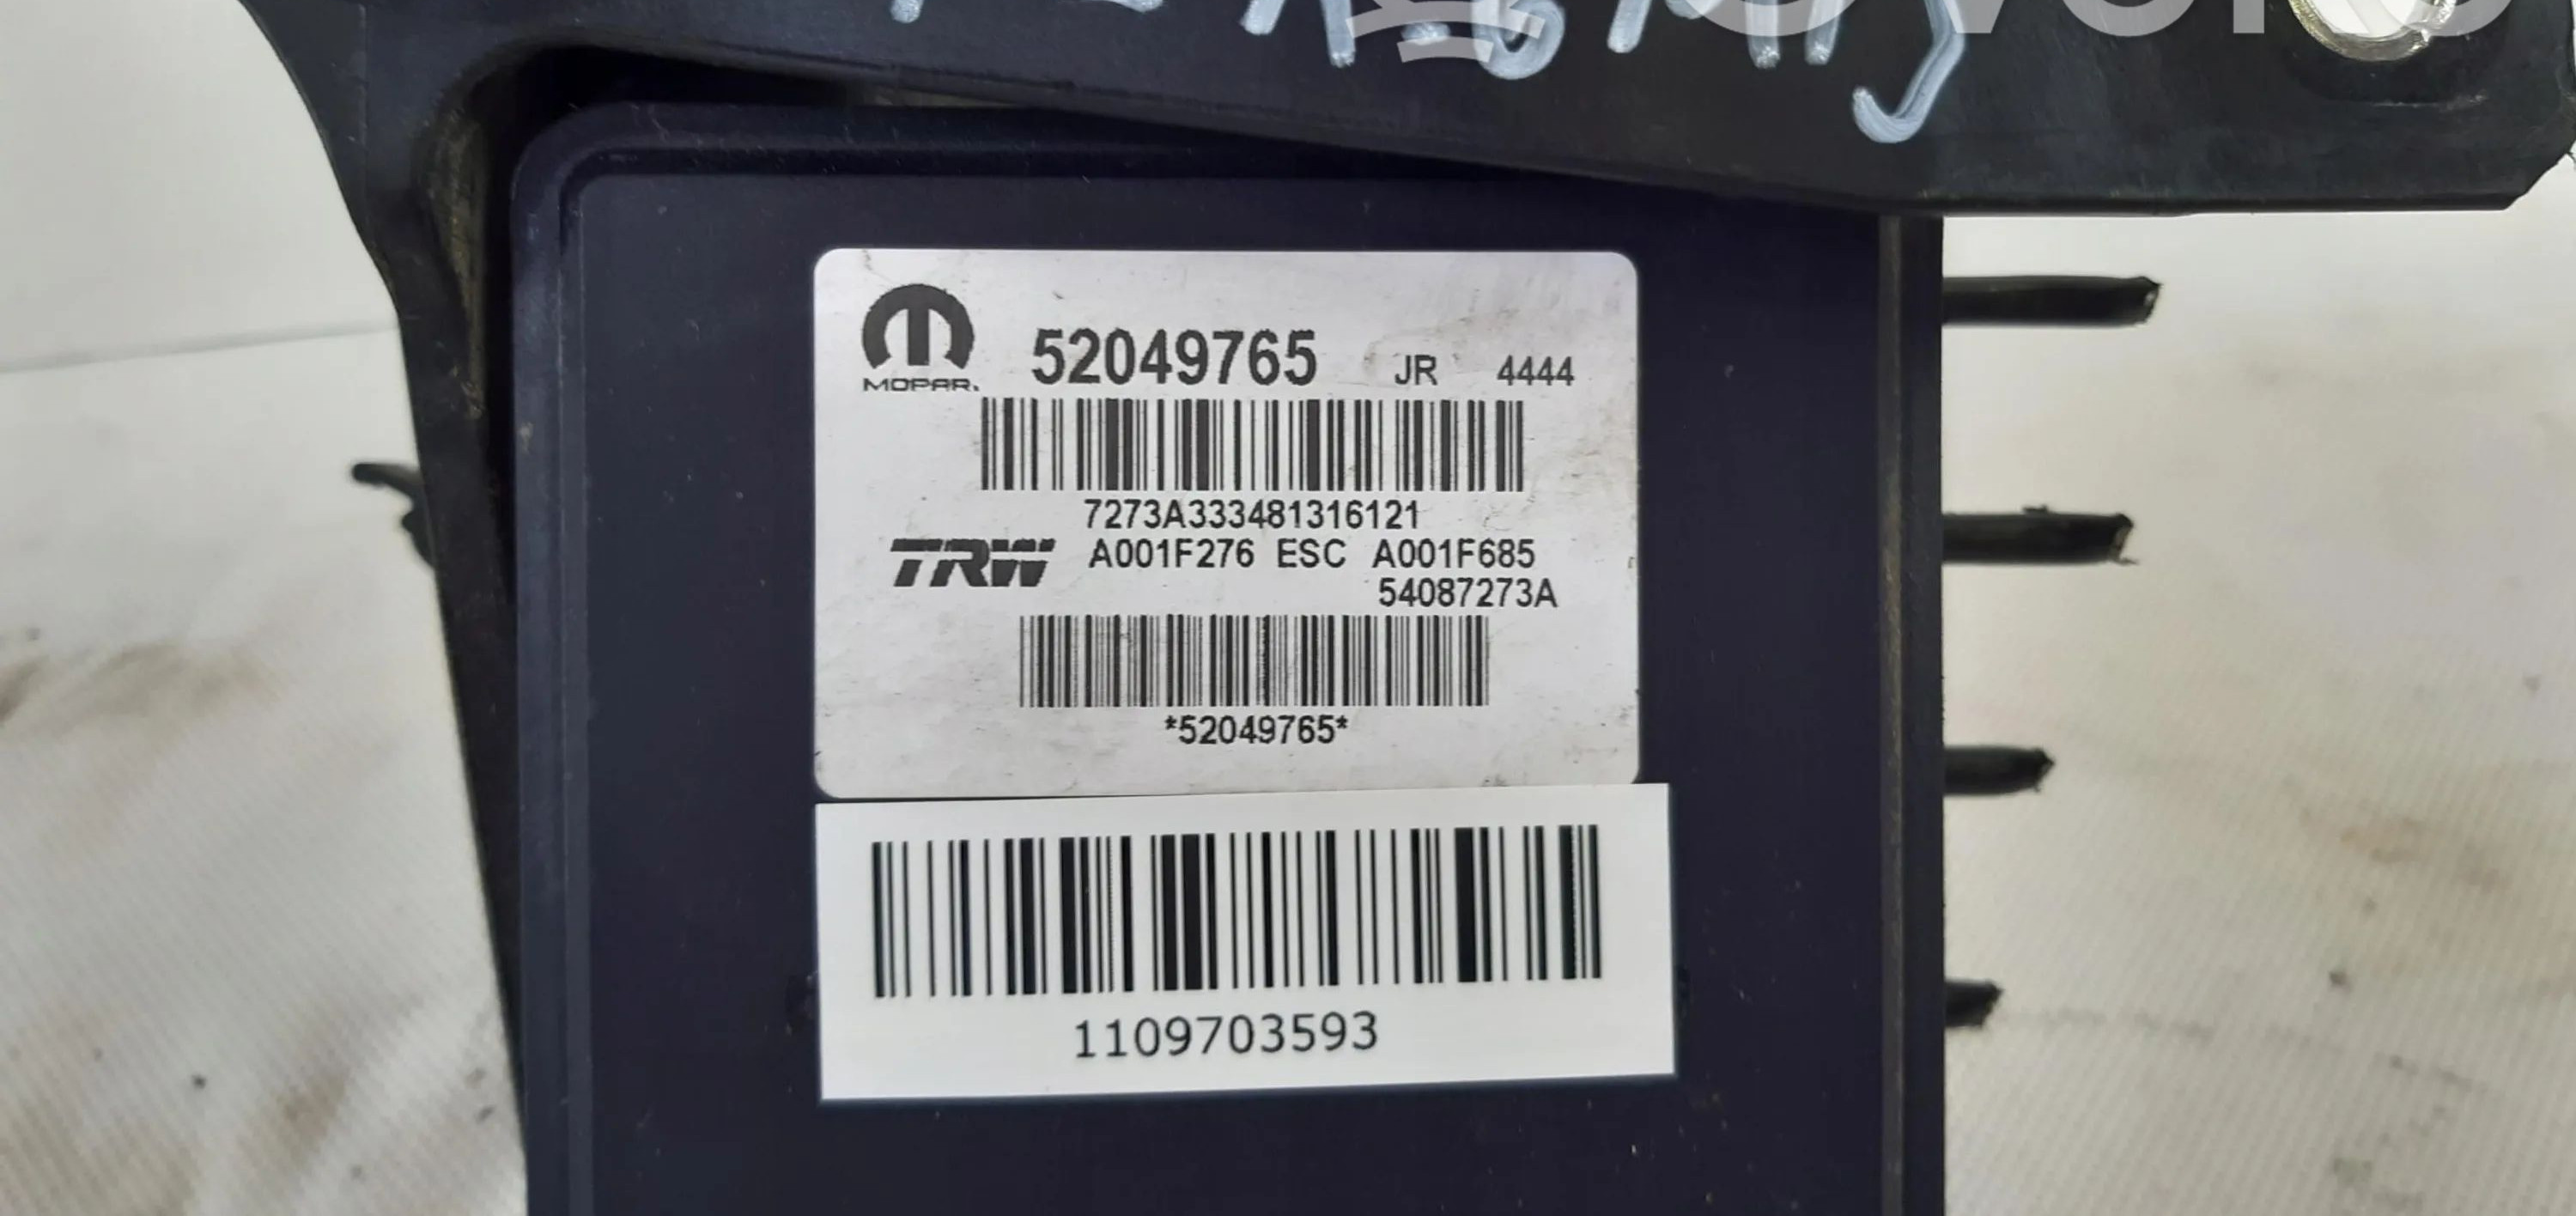 52049765 JR 4444
MOPAR.
7273A333481316121
TRW A001F276 ESC A001F685
54087273A
*52049765*
1109703593